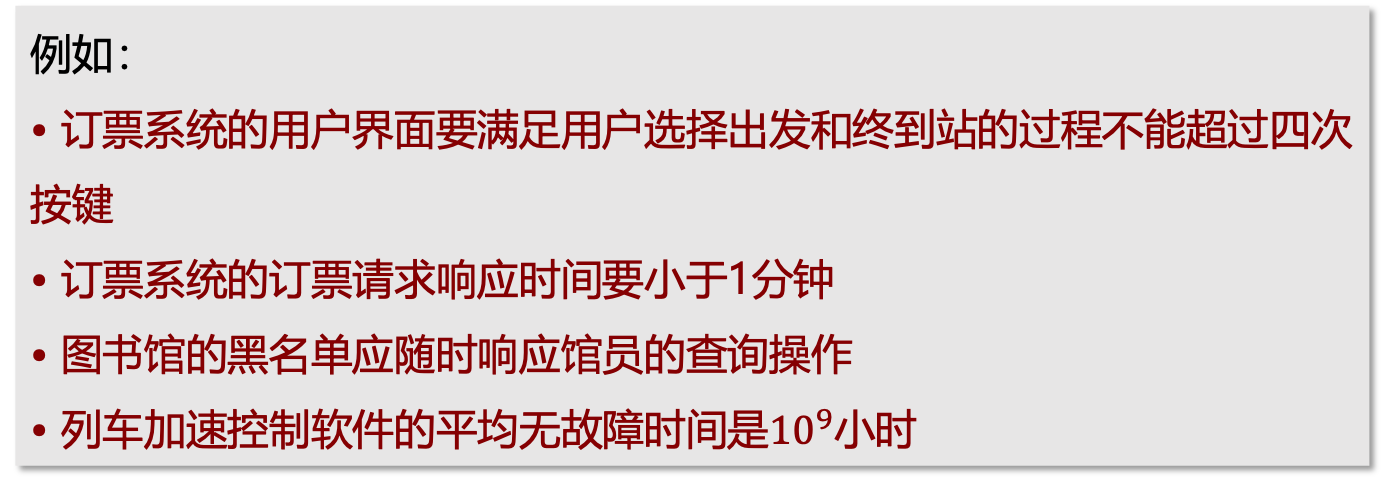 例如：
• 订票系统的用户界面要满足用户选择出发和终到站的过程不能超过四次
按键
• 订票系统的订票请求响应时间要小于1分钟
• 图书馆的黑名单应随时响应馆员的查询操作
• 列车加速控制软件的平均无故障时间是10⁹小时